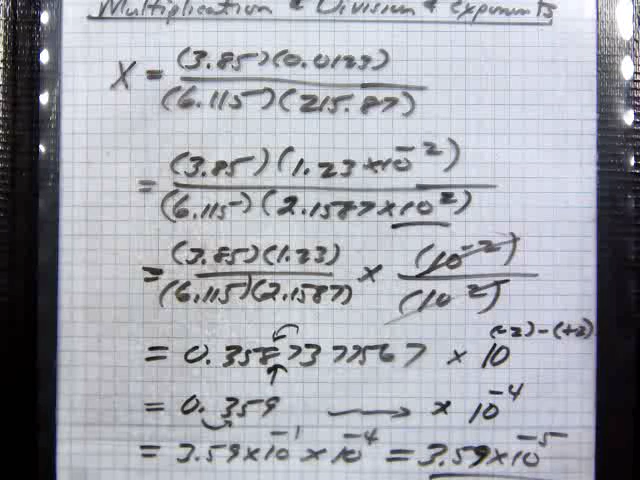 Multiplication & Division & exponents
X = (3.85)(0.0123) / (6.115)(215.87)
= (3.85)(1.23 x 10^-2) / (6.115)(2.1587 x 10^2)
= (3.85)(1.23) / (6.115)(2.1587) x (10^-2) / (10^2)
= 0.3587377567 x 10^(-2)-(+2)
= 0.359 → x 10^-4
= 3.59 x 10^-1 x 10^-4 = 3.59 x 10^-5